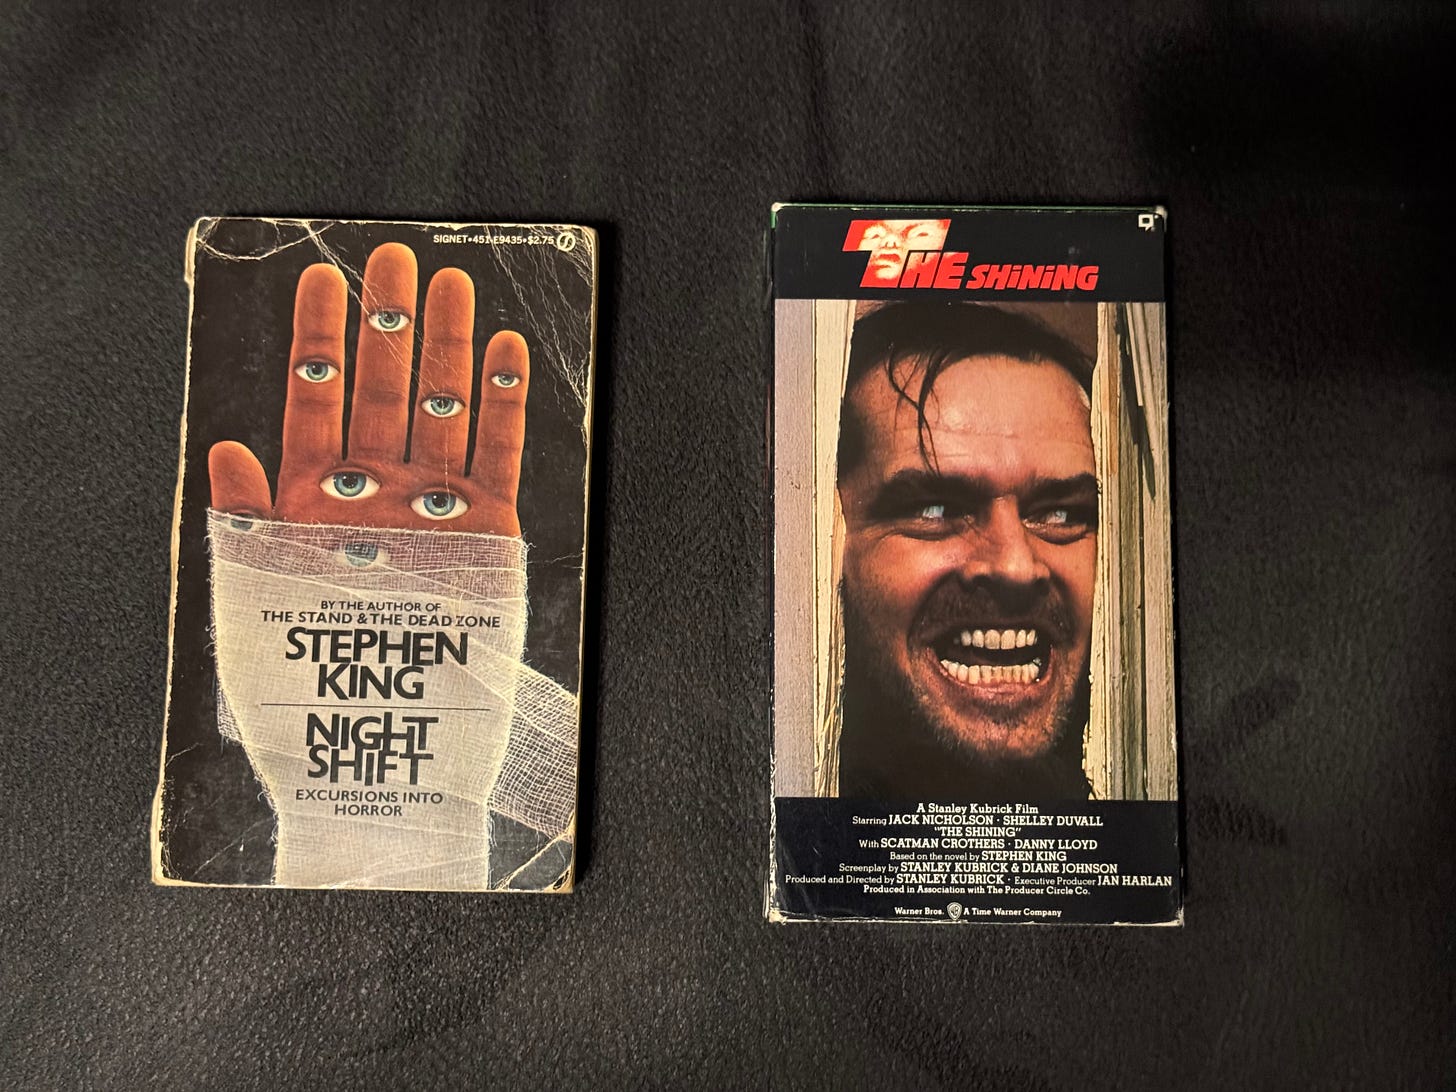 SIGNET•451-E9435•$2.75
BY THE AUTHOR OF
THE STAND & THE DEAD ZONE
STEPHEN
KING
NIGHT
SHIFT
EXCURSIONS INTO
HORROR
THE SHiNiNG
A Stanley Kubrick Film
Starring JACK NICHOLSON · SHELLEY DUVALL
"THE SHINING"
With SCATMAN CROTHERS · DANNY LLOYD
Based on the novel by STEPHEN KING
Screenplay by STANLEY KUBRICK & DIANE JOHNSON
Produced and Directed by STANLEY KUBRICK · Executive Producer JAN HARLAN
Produced in Association with The Producer Circle Co.
Warner Bros. A Time Warner Company